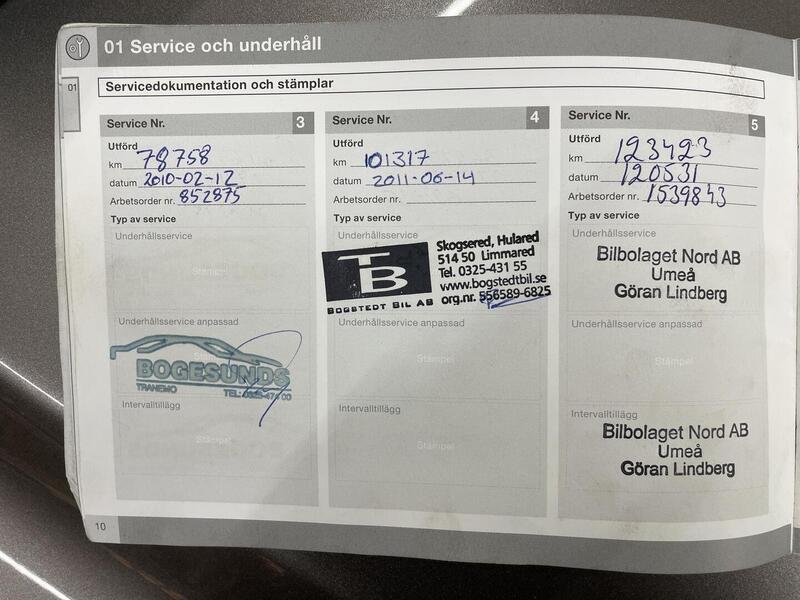 01 Service och underhåll
01
Servicedokumentation och stämplar
Service Nr. 3
Utförd
km 78758
datum 2010-02-12
Arbetsorder nr. 852875
Typ av service
Underhållsservice
Stämpel
Underhållsservice anpassad
BOGESUNDS
TRANEMO
Intervalltillägg
Stämpel
Service Nr. 4
Utförd
km 101317
datum 2011-06-14
Arbetsorder nr.
Typ av service
Underhållsservice
TB
BOGSTEDT BIL AB
Skogsered, Hulared
514 50 Limmared
Tel. 0325-431 55
www.bogstedtbil.se
org.nr. 556589-6825
Underhållsservice anpassad
Stämpel
Intervalltillägg
Stämpel
Service Nr. 5
Utförd
km 123423
datum 120531
Arbetsorder nr. 1539843
Typ av service
Underhållsservice
Bilbolaget Nord AB
Umeå
Göran Lindberg
Underhållsservice anpassad
Stämpel
Intervalltillägg
Bilbolaget Nord AB
Umeå
Göran Lindberg
10